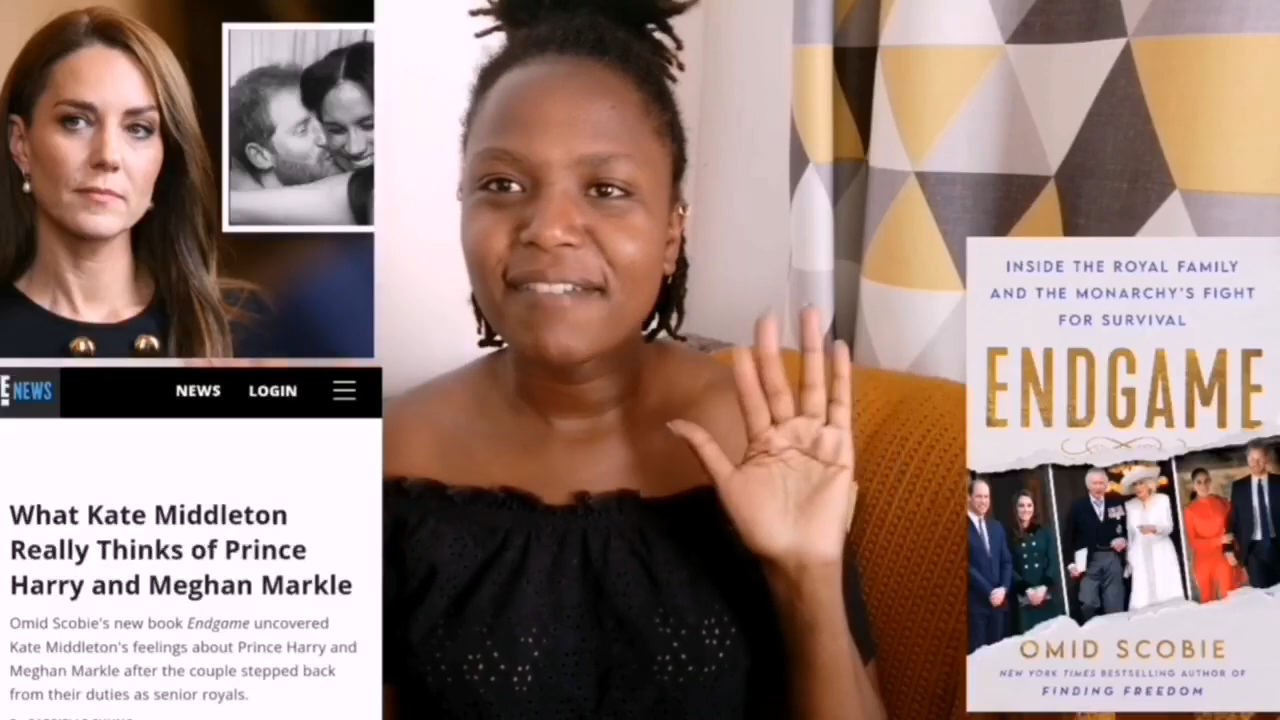 E NEWS
NEWS LOGIN
What Kate Middleton
Really Thinks of Prince
Harry and Meghan Markle
Omid Scobie's new book Endgame uncovered
Kate Middleton's feelings about Prince Harry and
Meghan Markle after the couple stepped back
from their duties as senior royals.
INSIDE THE ROYAL FAMILY
AND THE MONARCHY'S FIGHT
FOR SURVIVAL
ENDGAME
OMID SCOBIE
NEW YORK TIMES BESTSELLING AUTHOR OF
FINDING FREEDOM